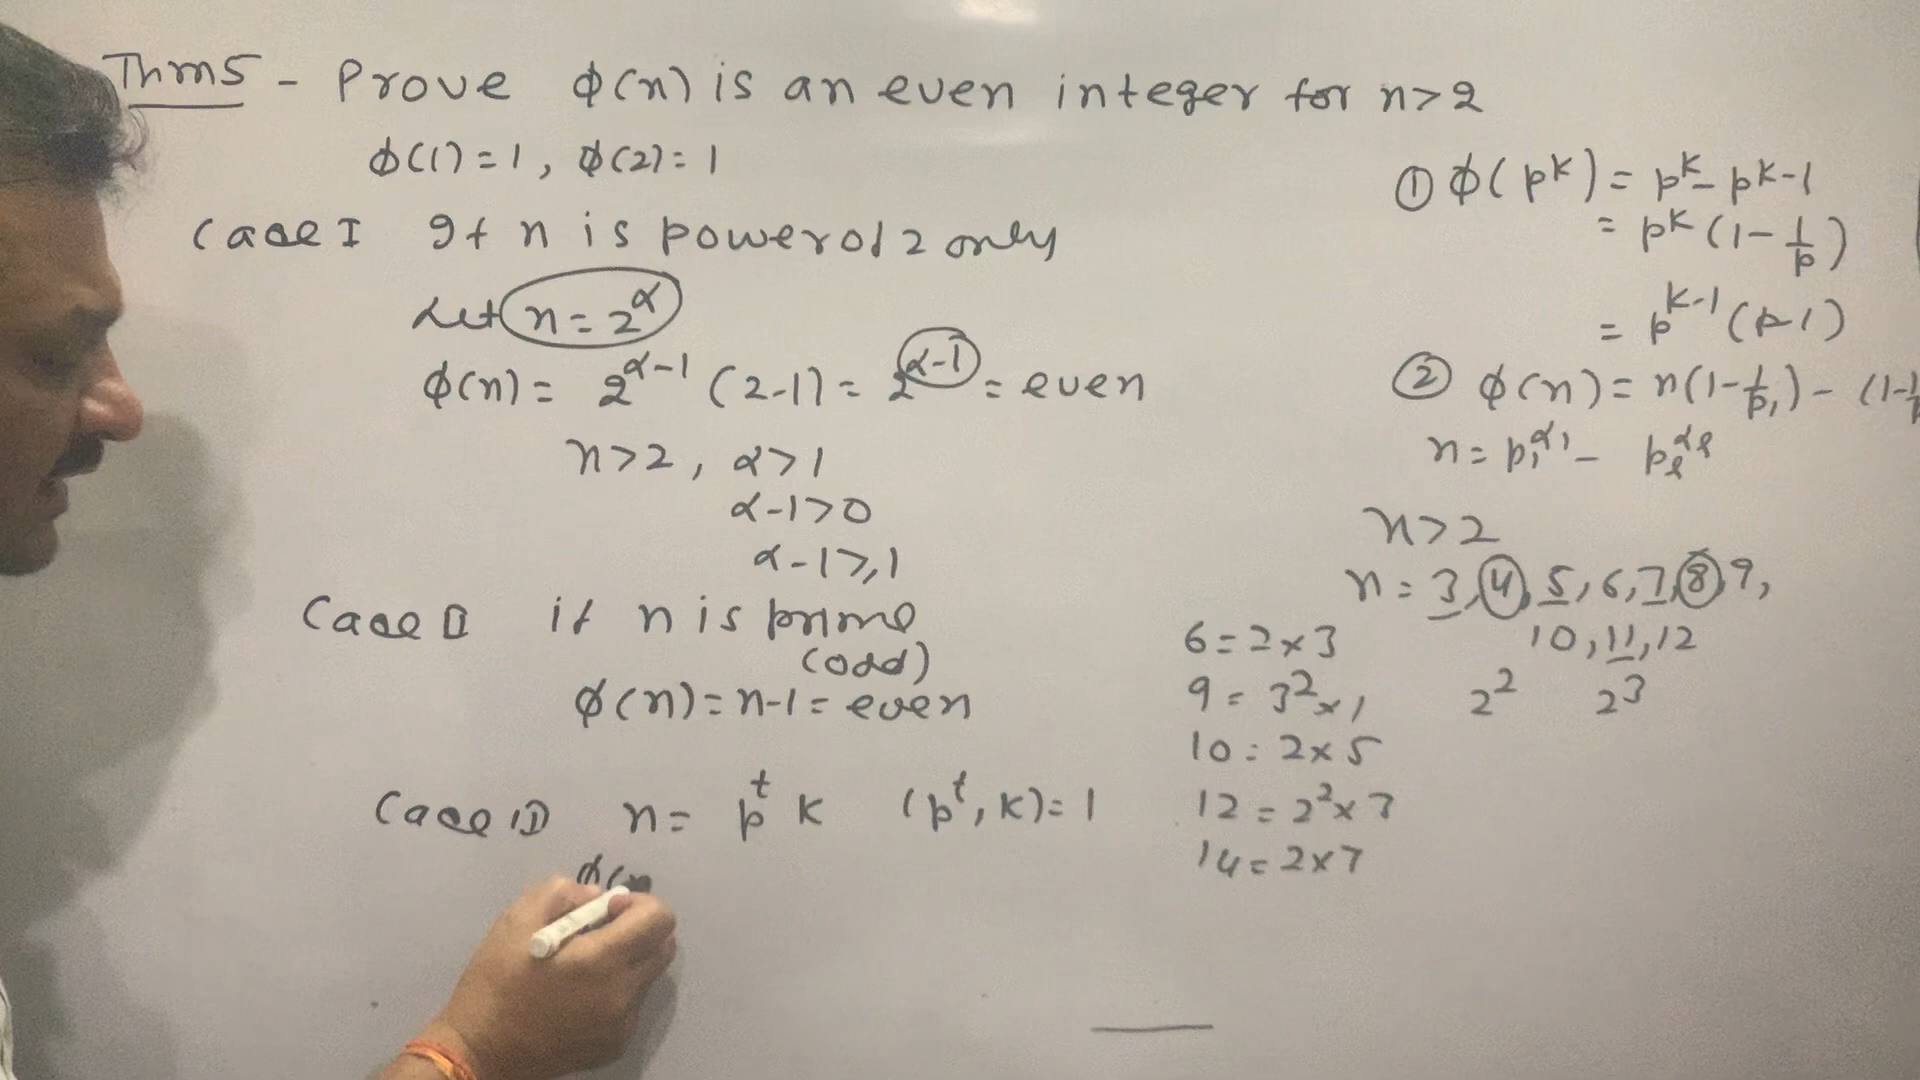 Thm5 - Prove ϕ(n) is an even integer for n>2
ϕ(1)=1, ϕ(2)=1
Case I If n is power of 2 only
Let n=2^α
ϕ(n)= 2^(α-1) (2-1) = 2^(α-1) = even
n>2, α>1
α-1>0
α-1≥1
Case II if n is prime
(odd)
ϕ(n)=n-1=even
Case III n= p^t k (p^t, k)=1
ϕ(n
① ϕ(p^k) = p^k - p^(k-1)
= p^k (1-1/p)
= p^(k-1) (p-1)
② ϕ(n)= n(1-1/p₁) - (1-1/p
n= p₁^α₁ -
n>2
n= 3,4,5,6,7,8,9,
10,11,12
2² 2³
6=2×3
9=3²×1
10=2×5
12=2²×7
14=2×7